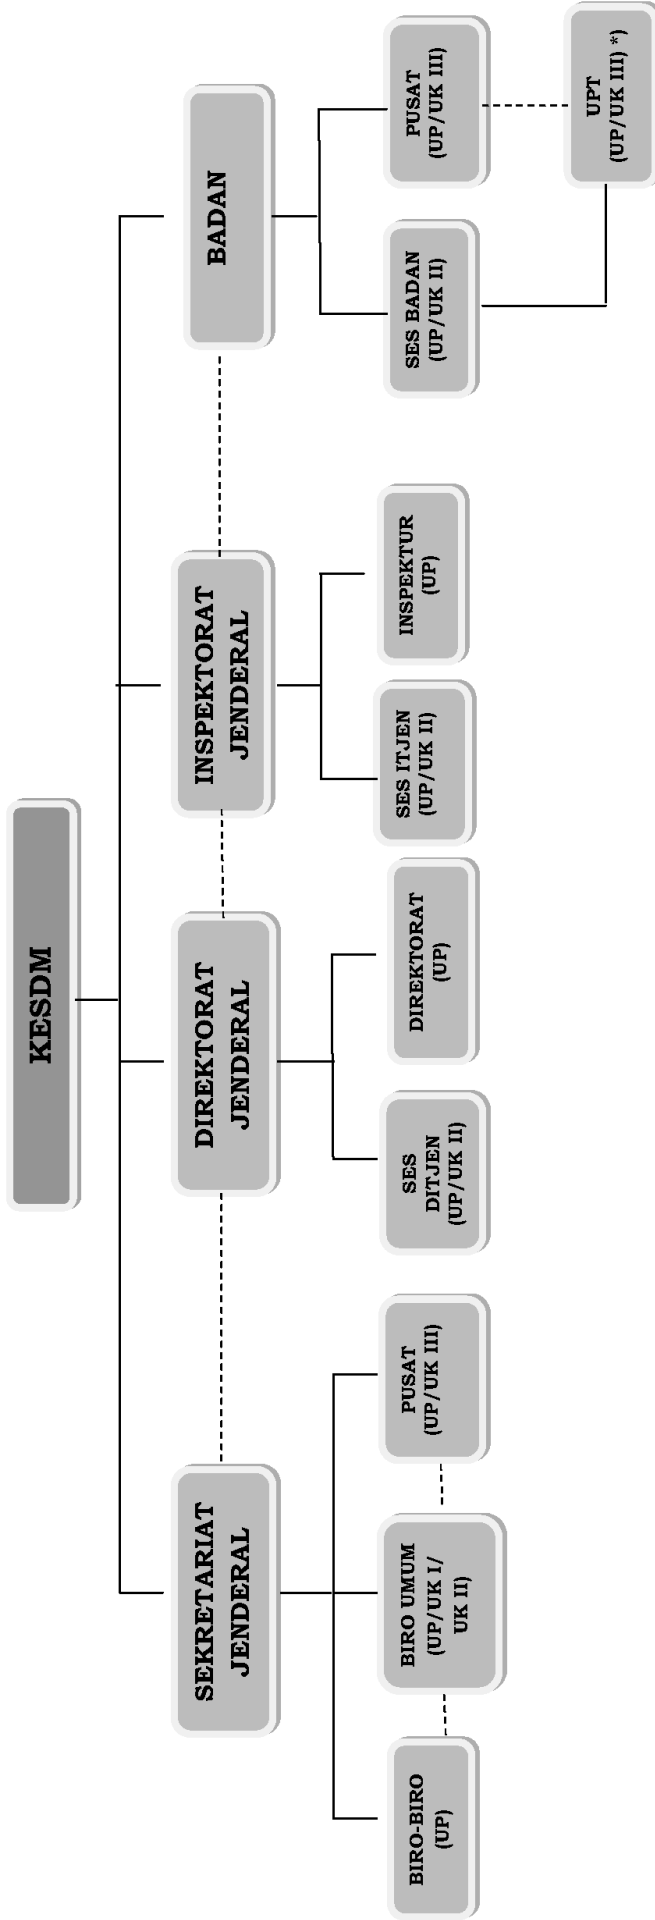 KESDM
SEKRETARIAT
JENDERAL
DIREKTORAT
JENDERAL
INSPEKTORAT
JENDERAL
BADAN
BIRO-BIRO
(UP)
BIRO UMUM
(UP/UK I/
UK II)
PUSAT
(UP/UK III)
SES
DITJEN
(UP/UK II)
DIREKTORAT
(UP)
SES ITJEN
(UP/UK II)
INSPEKTUR
(UP)
SES BADAN
(UP/UK II)
PUSAT
(UP/UK III)
UPT
(UP/UK III) *)